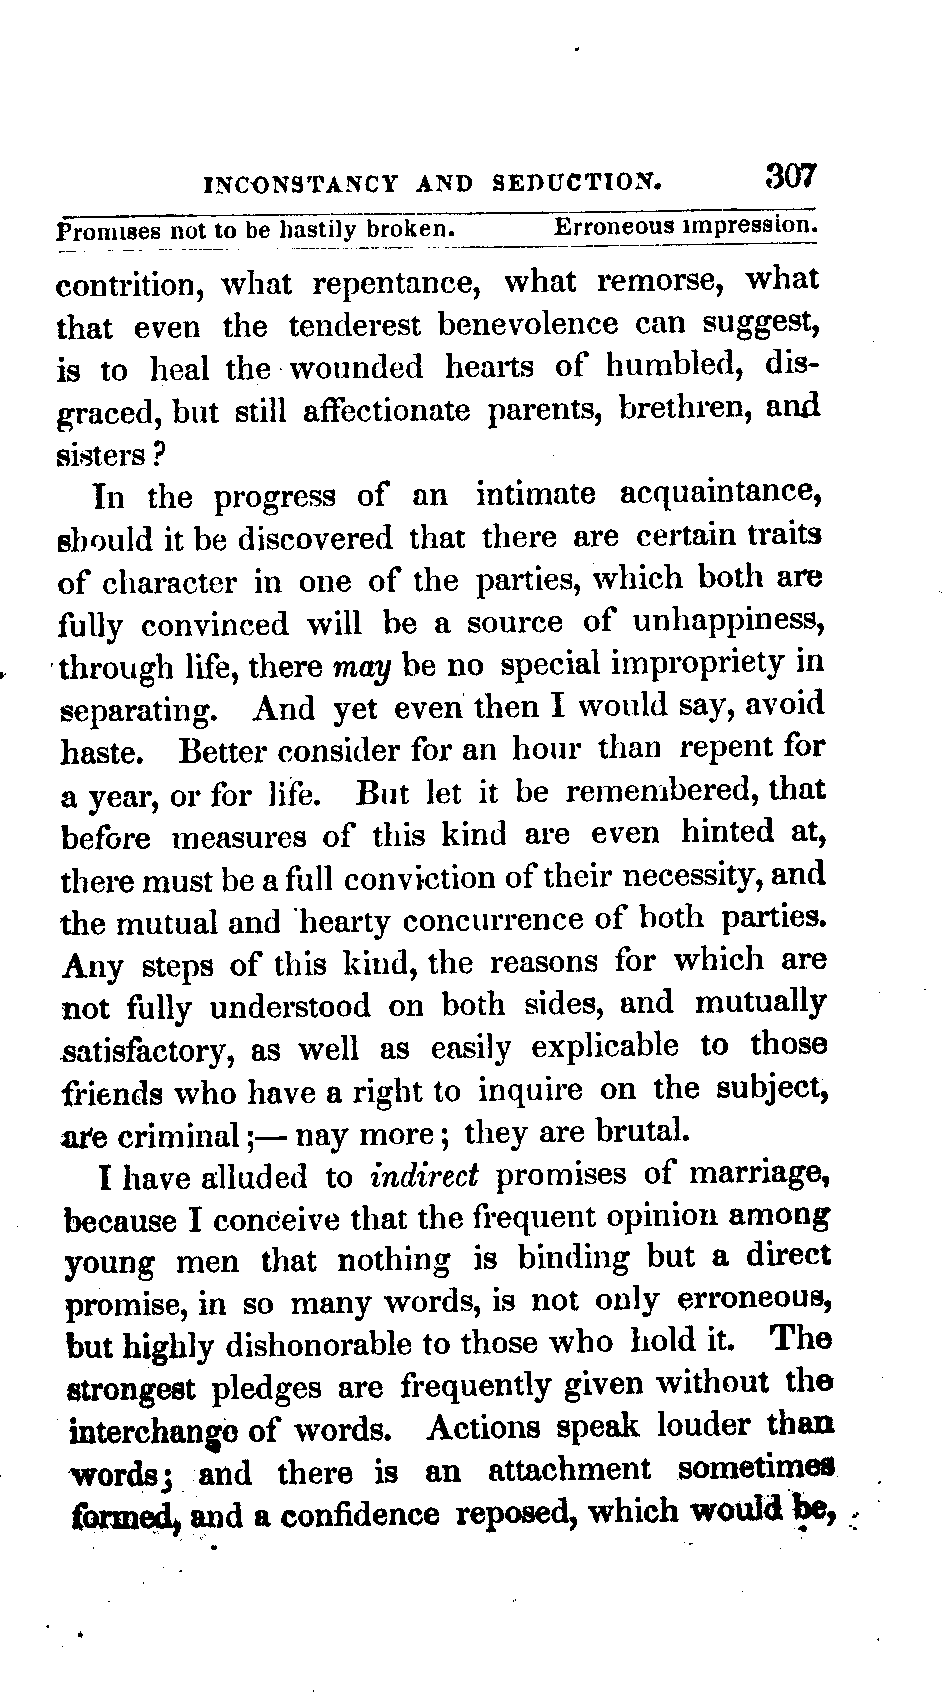 INCONSTANCY AND SEDUCTION. 307
Promises not to be hastily broken. Erroneous impression.
contrition, what repentance, what remorse, what
that even the tenderest benevolence can suggest,
is to heal the wounded hearts of humbled, dis-
graced, but still affectionate parents, brethren, and
sisters?
In the progress of an intimate acquaintance,
should it be discovered that there are certain traits
of character in one of the parties, which both are
fully convinced will be a source of unhappiness,
through life, there may be no special impropriety in
separating. And yet even then I would say, avoid
haste. Better consider for an hour than repent for
a year, or for life. But let it be remembered, that
before measures of this kind are even hinted at,
there must be a full conviction of their necessity, and
the mutual and hearty concurrence of both parties.
Any steps of this kind, the reasons for which are
not fully understood on both sides, and mutually
satisfactory, as well as easily explicable to those
friends who have a right to inquire on the subject,
are criminal;— nay more; they are brutal.
I have alluded to indirect promises of marriage,
because I conceive that the frequent opinion among
young men that nothing is binding but a direct
promise, in so many words, is not only erroneous,
but highly dishonorable to those who hold it. The
strongest pledges are frequently given without the
interchange of words. Actions speak louder than
words; and there is an attachment sometimes
formed, and a confidence reposed, which would be,